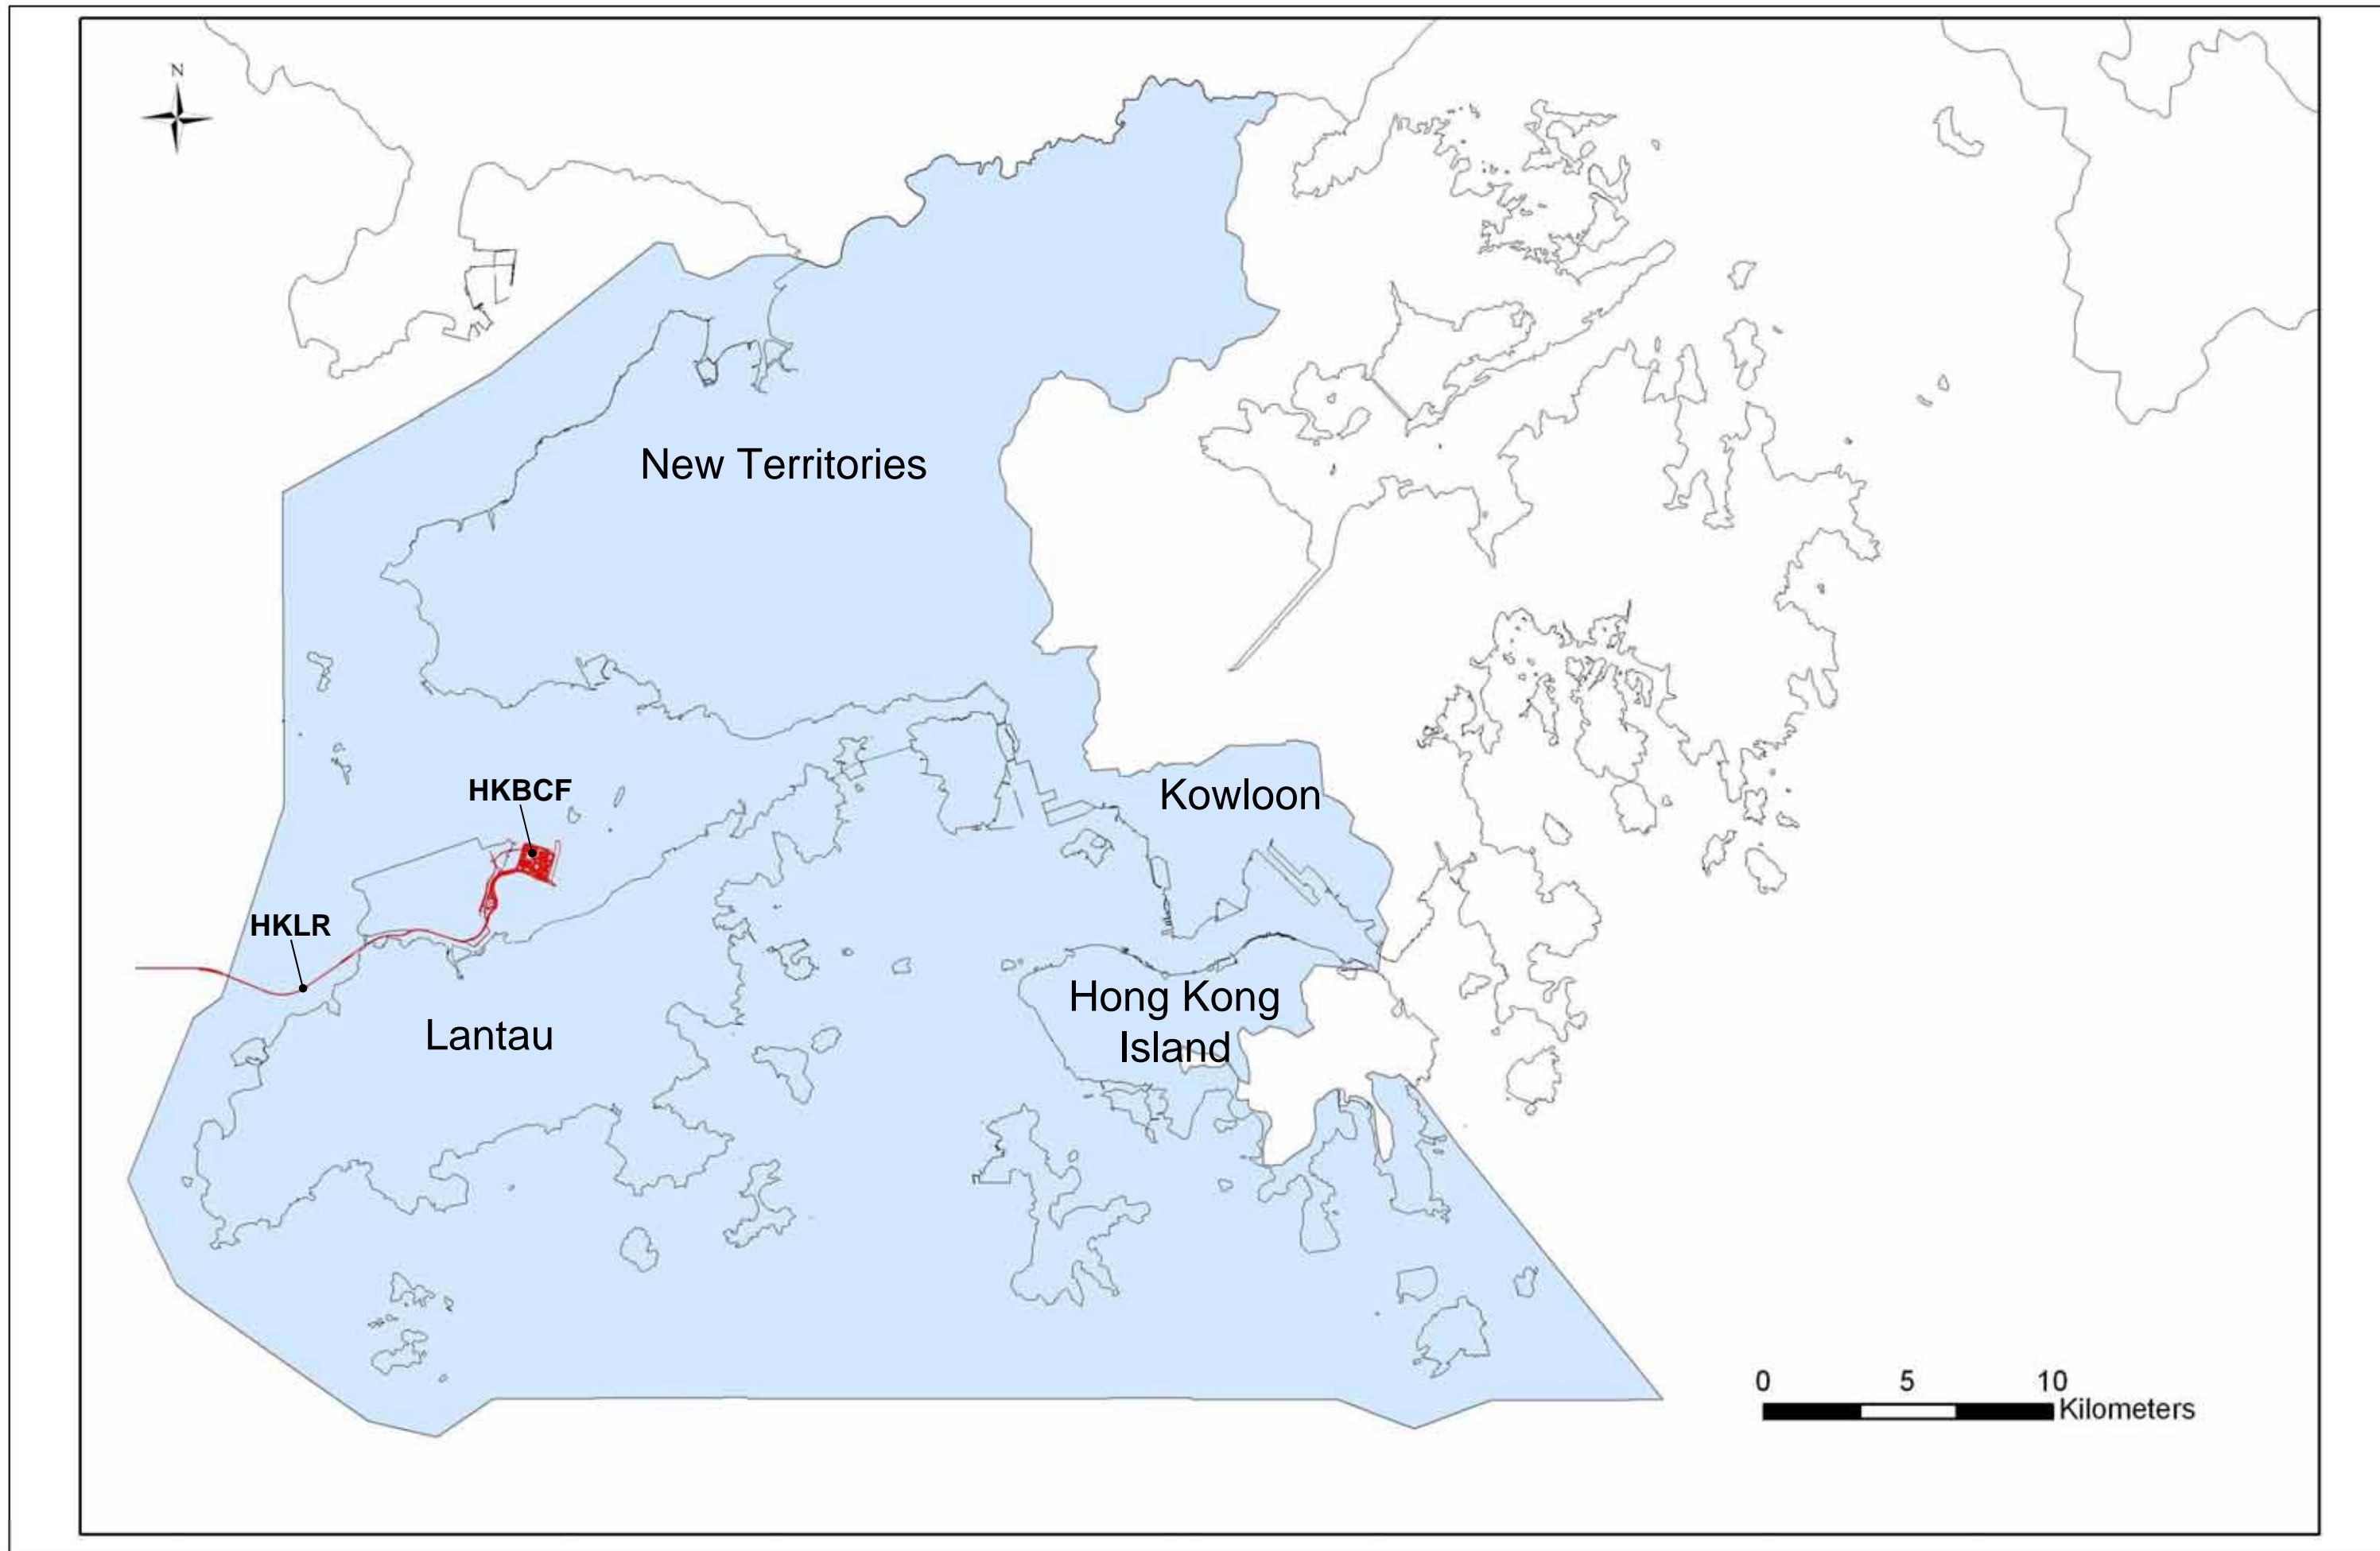 N
New Territories
HKBCF
Kowloon
HKLR
Hong Kong
Island
Lantau
0 5 10
Kilometers